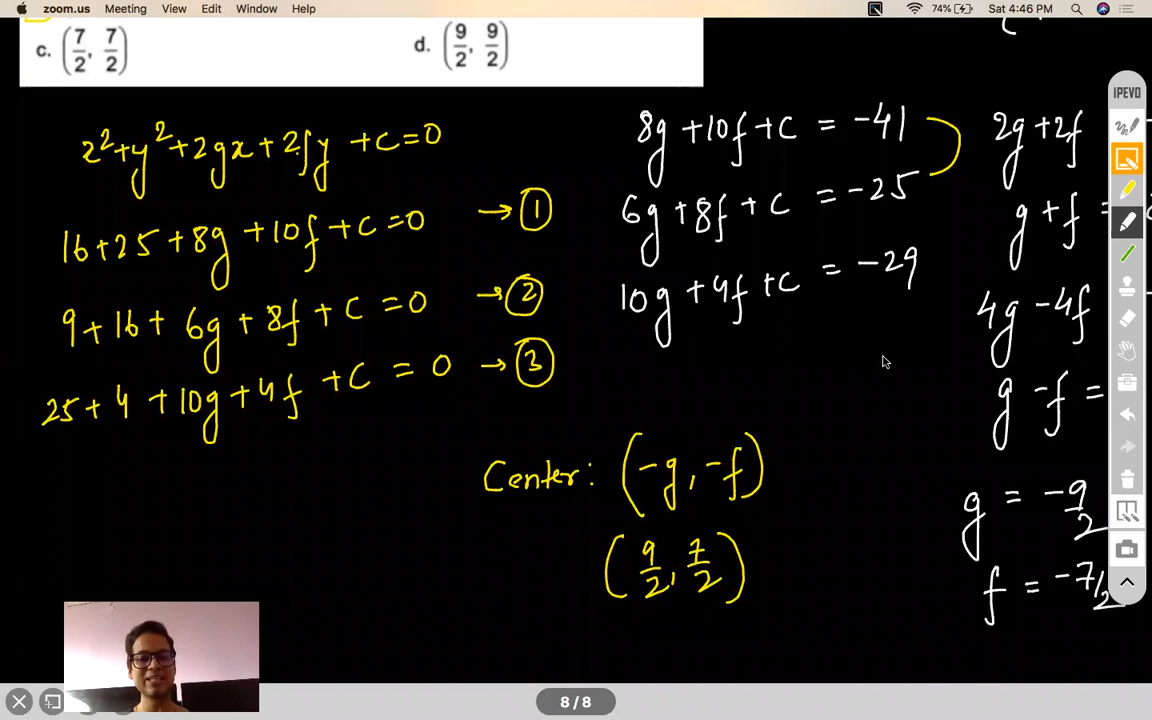 zoom.us Meeting View Edit Window Help 74% Sat 4:46 PM
c. (7/2, 7/2) d. (9/2, 9/2)
x²+y²+2gx+2fy+c=0
16+25+8g+10f+c=0 →①
9+16+6g+8f+c=0 →②
25+4+10g+4f+c=0 →③
8g+10f+c = -41
6g+8f+c = -25
10g+4f+c = -29
Center: (-g, -f)
(9/2, 7/2)
2g+2f
g+f =
4g-4f
g-f =
g = -9/2
f = -7/2
IPEVO
8/8